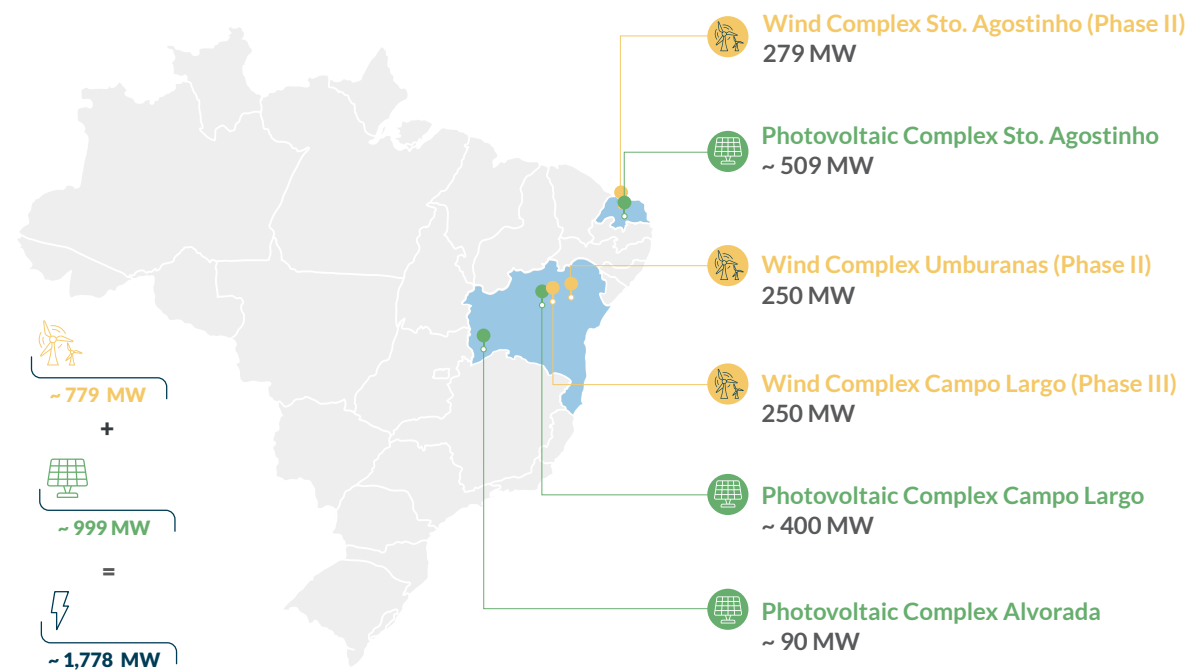 Wind Complex Sto. Agostinho (Phase II)
279 MW
Photovoltaic Complex Sto. Agostinho
~ 509 MW
Wind Complex Umburanas (Phase II)
250 MW
Wind Complex Campo Largo (Phase III)
250 MW
Photovoltaic Complex Campo Largo
~ 400 MW
Photovoltaic Complex Alvorada
~ 90 MW
~ 779 MW
+
~ 999 MW
=
~ 1,778 MW